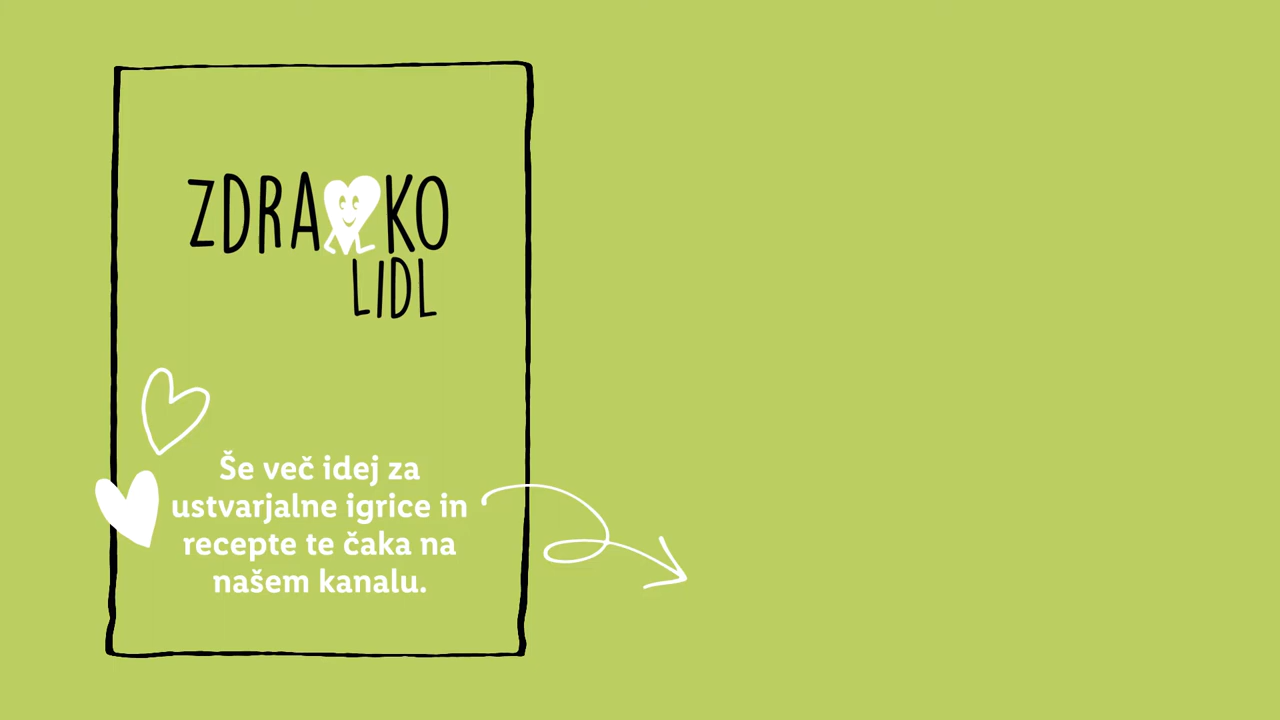 ZDRAVKO
LIDL
Še več idej za
ustvarjalne igrice in
recepte te čaka na
našem kanalu.